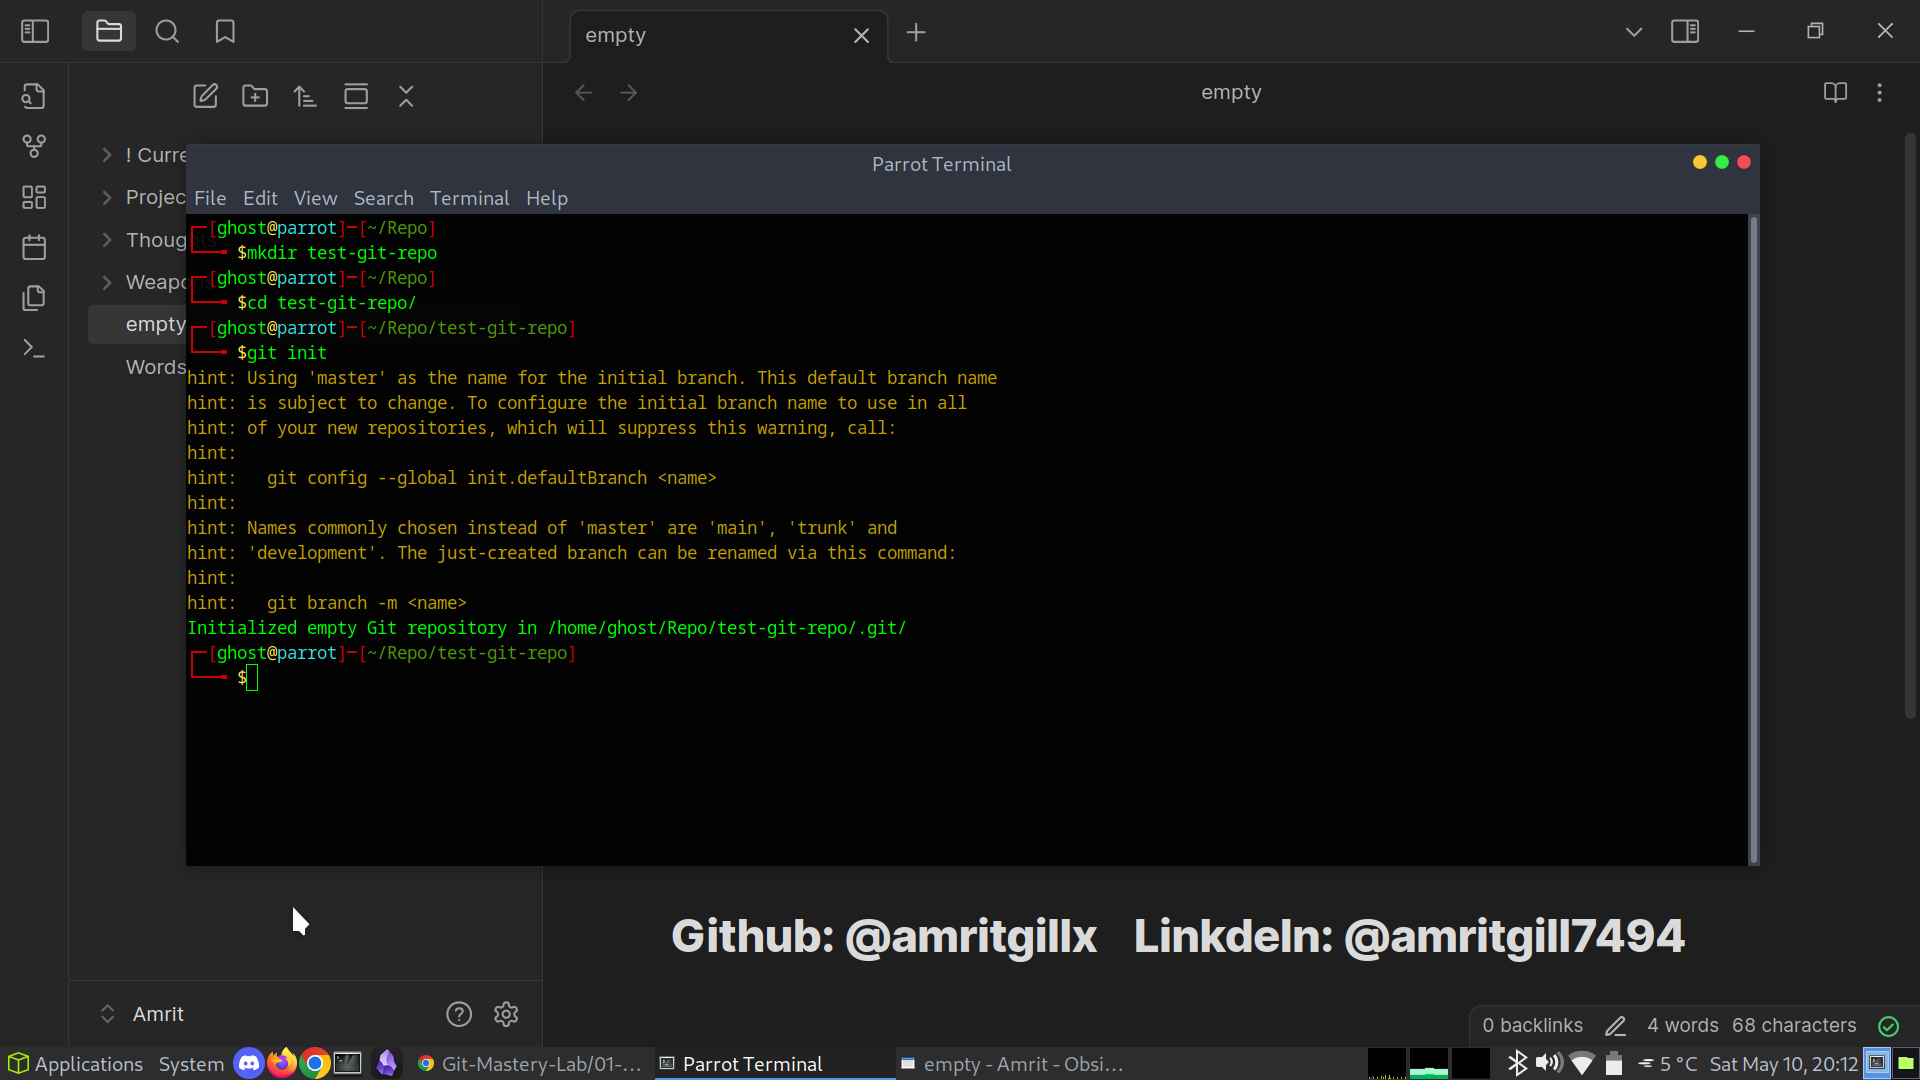 empty
empty
! Curre
Projec
Though
Weapo
empty
Words
Parrot Terminal
File Edit View Search Terminal Help
[ghost@parrot]─[~/Repo]
$mkdir test-git-repo
[ghost@parrot]─[~/Repo]
$cd test-git-repo/
[ghost@parrot]─[~/Repo/test-git-repo]
$git init
hint: Using 'master' as the name for the initial branch. This default branch name
hint: is subject to change. To configure the initial branch name to use in all
hint: of your new repositories, which will suppress this warning, call:
hint:
hint:   git config --global init.defaultBranch <name>
hint:
hint: Names commonly chosen instead of 'master' are 'main', 'trunk' and
hint: 'development'. The just-created branch can be renamed via this command:
hint:
hint:   git branch -m <name>
Initialized empty Git repository in /home/ghost/Repo/test-git-repo/.git/
[ghost@parrot]─[~/Repo/test-git-repo]
$
Github: @amritgillx   LinkdeIn: @amritgill7494
Amrit
0 backlinks 4 words 68 characters
Applications System Git-Mastery-Lab/01-... Parrot Terminal empty - Amrit - Obsi... 5 °C Sat May 10, 20:12